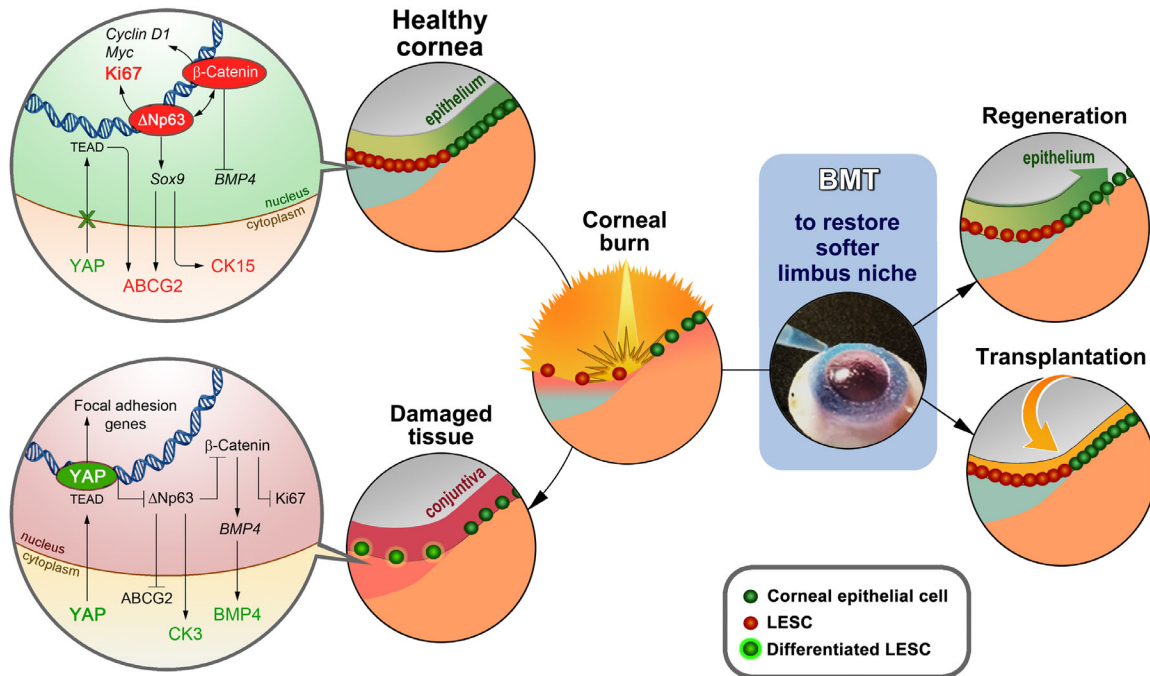 Cyclin D1
Myc
Ki67
β-Catenin
ΔNp63
TEAD
Sox9
BMP4
nucleus
cytoplasm
YAP
ABCG2
CK15
Healthy
cornea
epithelium
Corneal
burn
BMT
to restore
softer
limbus niche
Regeneration
epithelium
Transplantation
Damaged
tissue
conjuntiva
Focal adhesion
genes
β-Catenin
YAP
TEAD
ΔNp63
Ki67
BMP4
nucleus
cytoplasm
ABCG2
YAP
BMP4
CK3
Corneal epithelial cell
LESC
Differentiated LESC